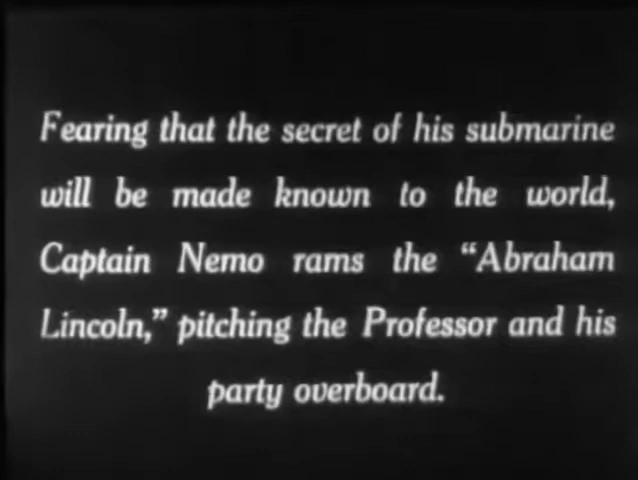 Fearing that the secret of his submarine
will be made known to the world,
Captain Nemo rams the “Abraham
Lincoln,” pitching the Professor and his
party overboard.